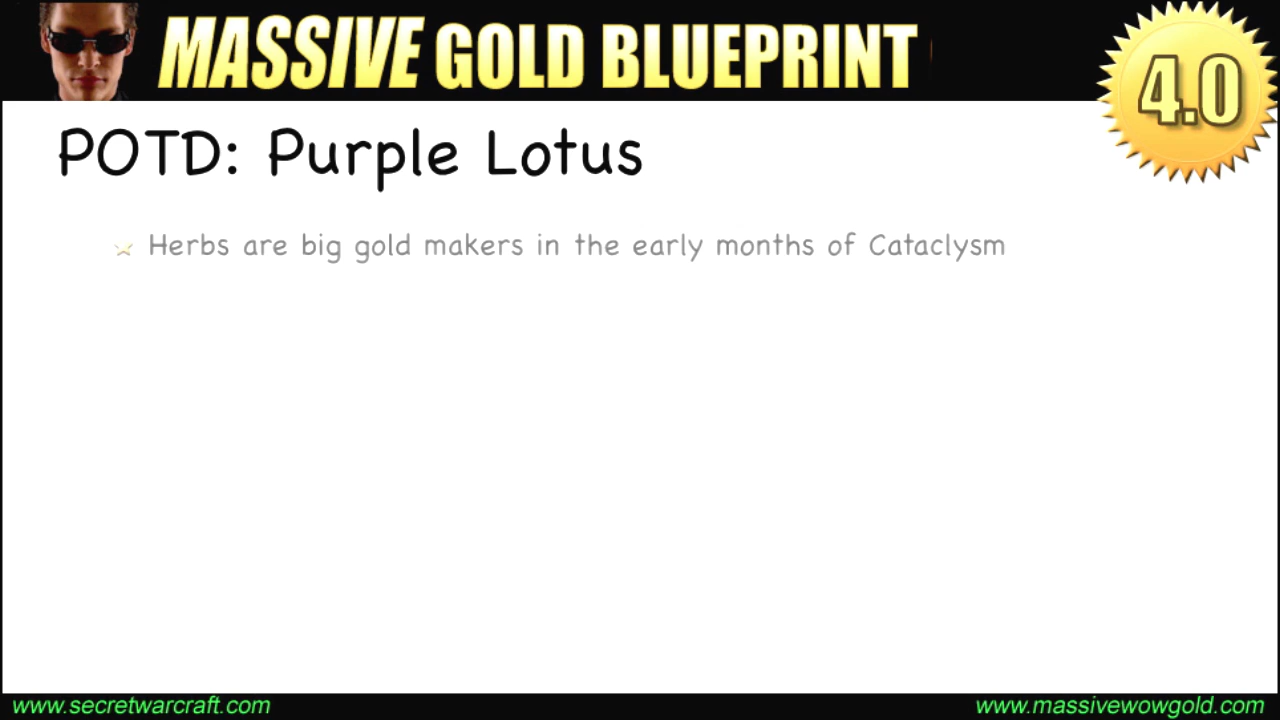 MASSIVE GOLD BLUEPRINT
4.0
POTD: Purple Lotus
Herbs are big gold makers in the early months of Cataclysm
www.secretwarcraft.com
www.massivewowgold.com